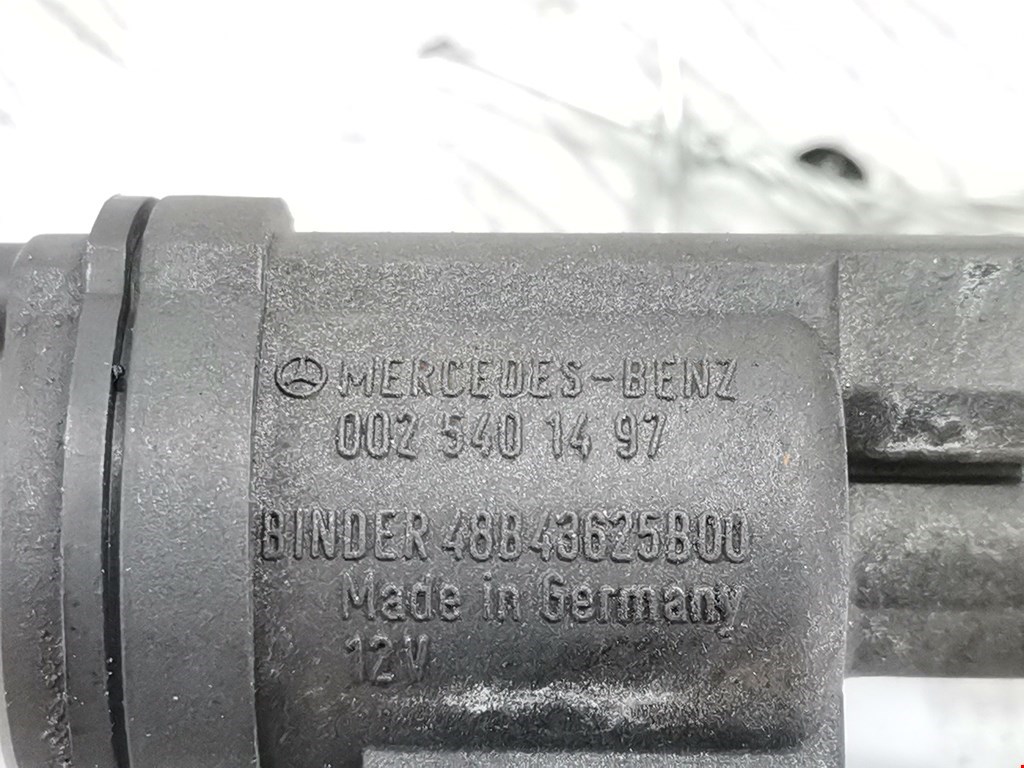 MERCEDES-BENZ
002 540 14 97
BINDER 48B43625B00
Made in Germany
12V